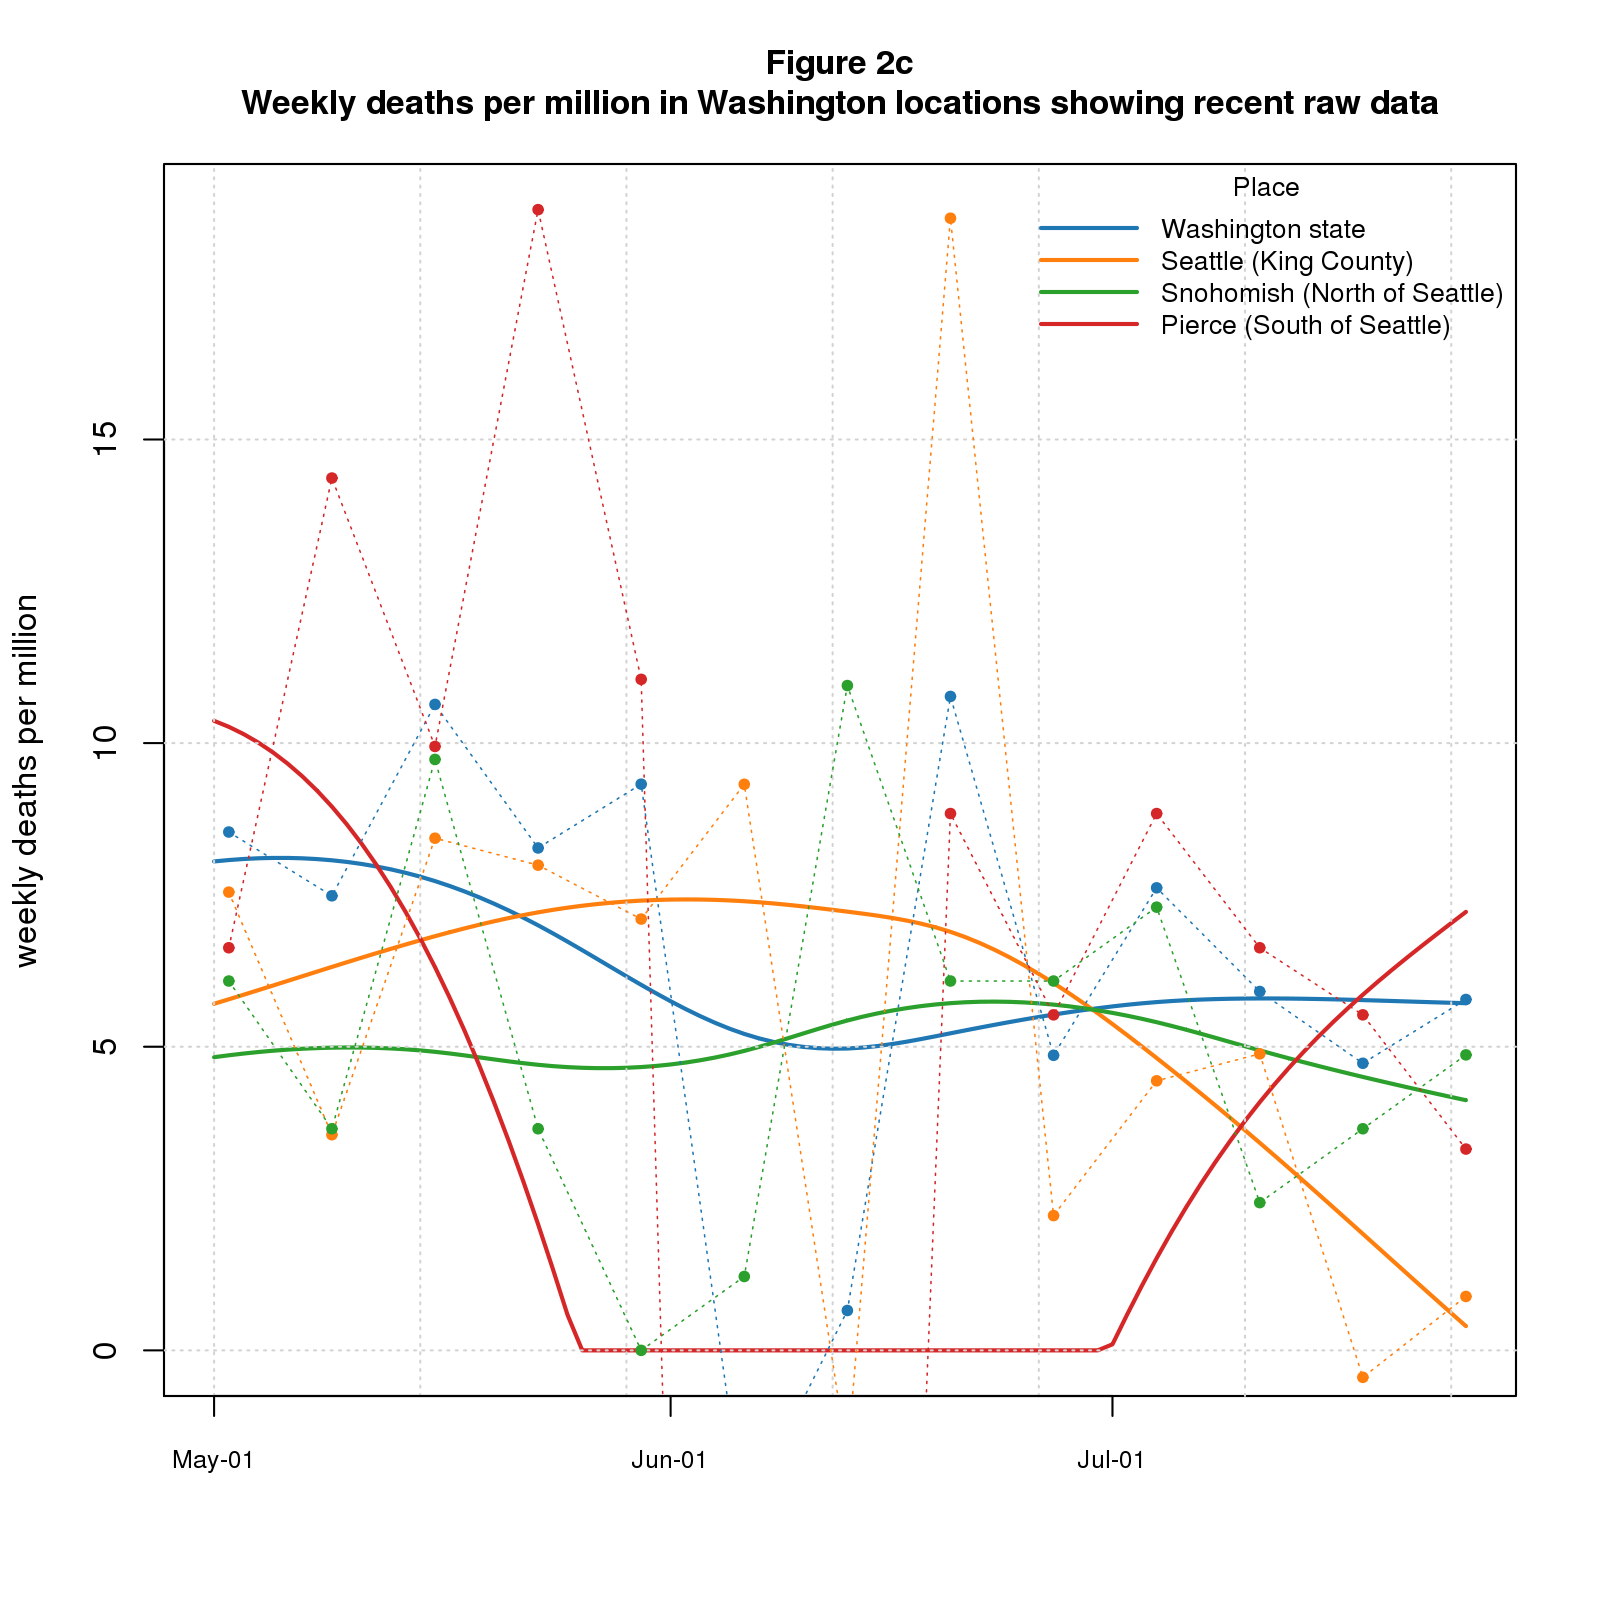 Figure 2c
Weekly deaths per million in Washington locations showing recent raw data
Place
Washington state
Seattle (King County)
Snohomish (North of Seattle)
Pierce (South of Seattle)
weekly deaths per million
15
10
5
0
May-01
Jun-01
Jul-01